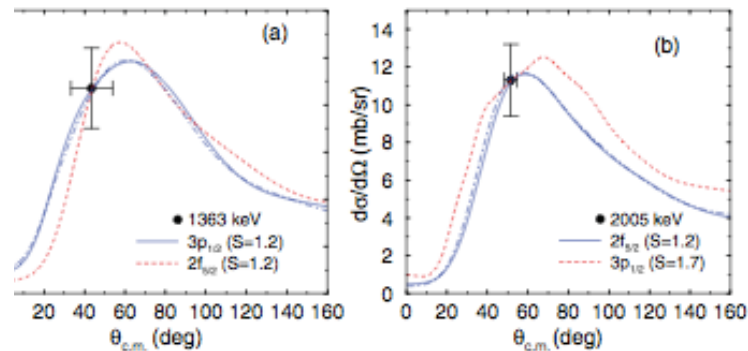 (a)
1363 keV
3p1/2 (S=1.2)
2f5/2 (S=1.2)
20 40 60 80 100 120 140 160
θc.m. (deg)
(b)
dσ/dΩ (mb/sr)
14
12
10
8
6
4
2
0
2005 keV
2f5/2 (S=1.2)
3p1/2 (S=1.7)
0 20 40 60 80 100 120 140 160
θc.m. (deg)